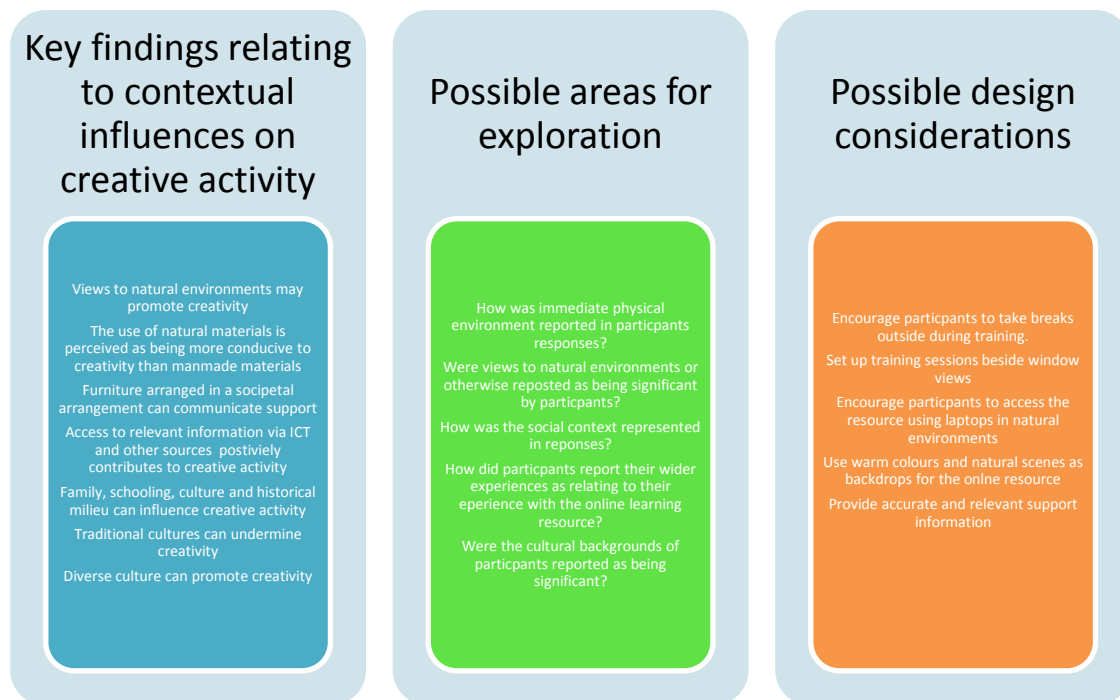 Key findings relating
to contextual
influences on
creative activity
Views to natural environments may
promote creativity
The use of natural materials is
perceived as being more conducive to
creativity than manmade materials
Furniture arranged in a socipetal
arrangement can communicate support
Access to relevant information via ICT
and other sources postiviely
contributes to creative activity
Family, schooling, culture and historical
milieu can influence creative activity
Traditional cultures can undermine
creativity
Diverse culture can promote creativity
Possible areas for
exploration
How was immediate physical
environment reported in particpants
responses?
Were views to natural environments or
otherwise reposted as being significant
by particpants?
How was the social context represented
in reponses?
How did particpants report their wider
experiences as relating to their
eperience with the online learning
resource?
Were the cultural backgrounds of
particpants reported as being
significant?
Possible design
considerations
Encourage particpants to take breaks
outside during training.
Set up training sessions beside window
views
Encourage particpants to access the
resource using laptops in natural
environments
Use warm colours and natural scenes as
backdrops for the onlne resource
Provide accurate and relevant support
information